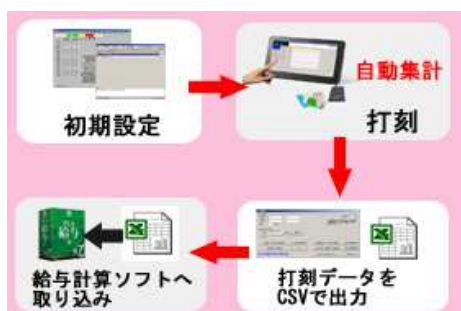 初期設定
自動集計
打刻
打刻データを
CSVで出力
給与計算ソフトへ
取り込み